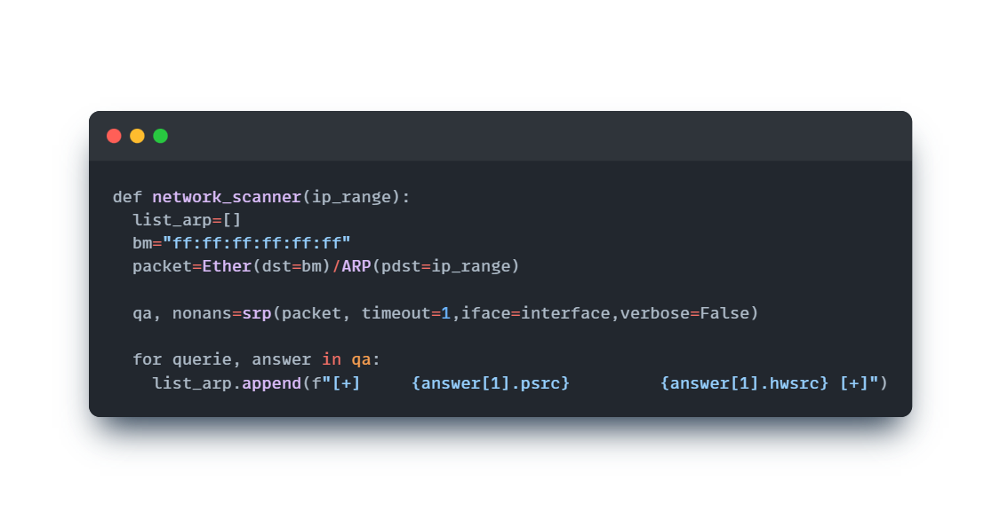 def network_scanner(ip_range):
  list_arp=[]
  bm="ff:ff:ff:ff:ff:ff"
  packet=Ether(dst=bm)/ARP(pdst=ip_range)

  qa, nonans=srp(packet, timeout=1,iface=interface,verbose=False)

  for querie, answer in qa:
    list_arp.append(f"[+]     {answer[1].psrc}         {answer[1].hwsrc} [+]")